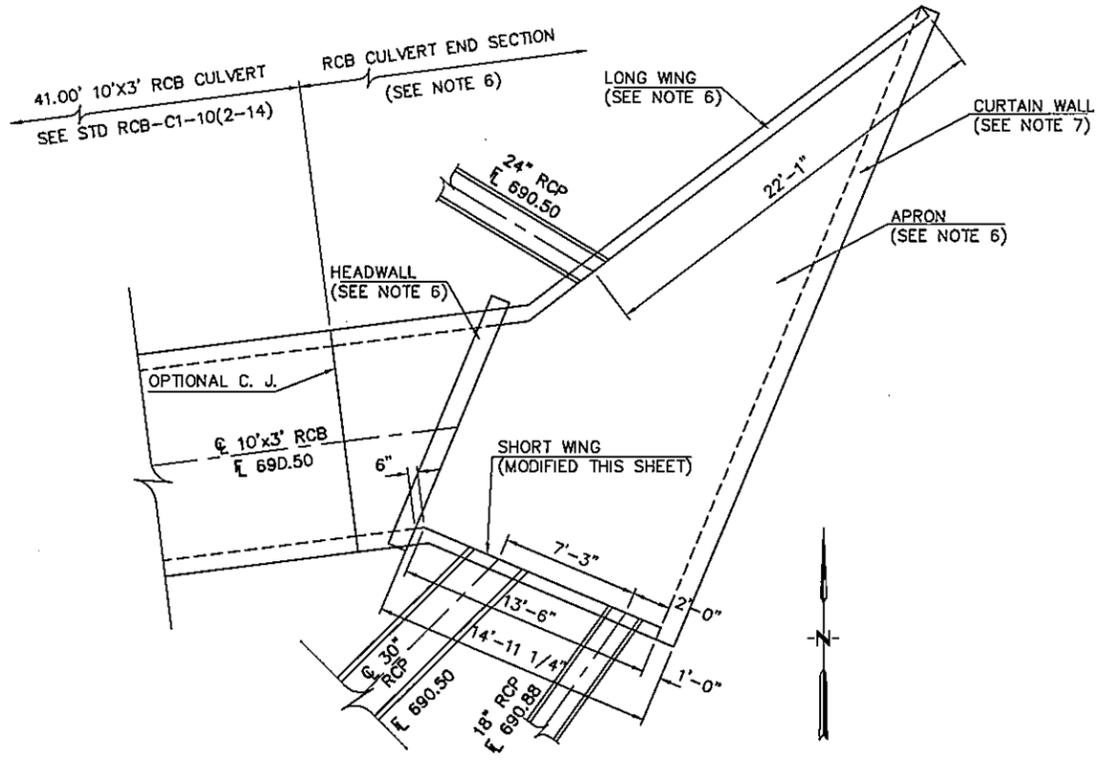 41.00' 10'X3' RCB CULVERT
SEE STD RCB-C1-10(2-14)
RCB CULVERT END SECTION
(SEE NOTE 6)
LONG WING
(SEE NOTE 6)
CURTAIN WALL
(SEE NOTE 7)
24" RCP
FL 690.50
22'-1"
APRON
(SEE NOTE 6)
HEADWALL
(SEE NOTE 6)
OPTIONAL C. J.
CL 10'x3' RCB
FL 690.50
6"
SHORT WING
(MODIFIED THIS SHEET)
7'-3"
2'-0"
13'-6"
14'-11 1/4"
1'-0"
CL 30"
RCP
FL 690.50
18" RCP
FL 690.88
N